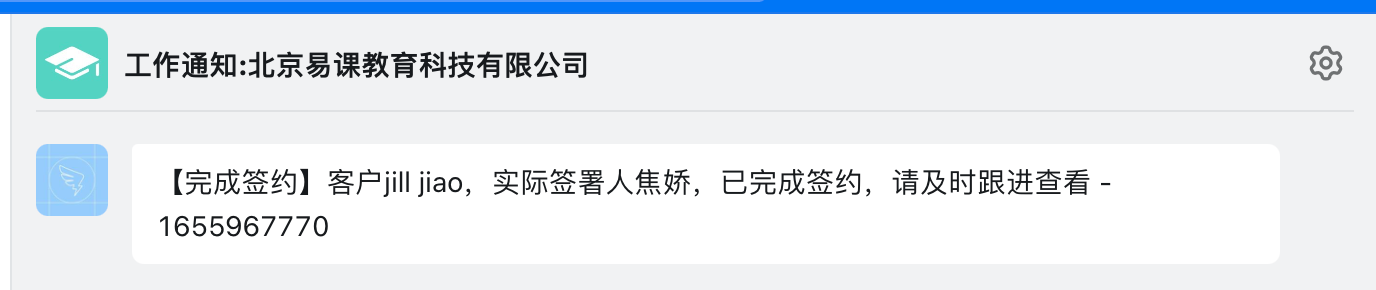 工作通知:北京易课教育科技有限公司
【完成签约】客户jill jiao，实际签署人焦娇，已完成签约，请及时跟进查看 -
1655967770